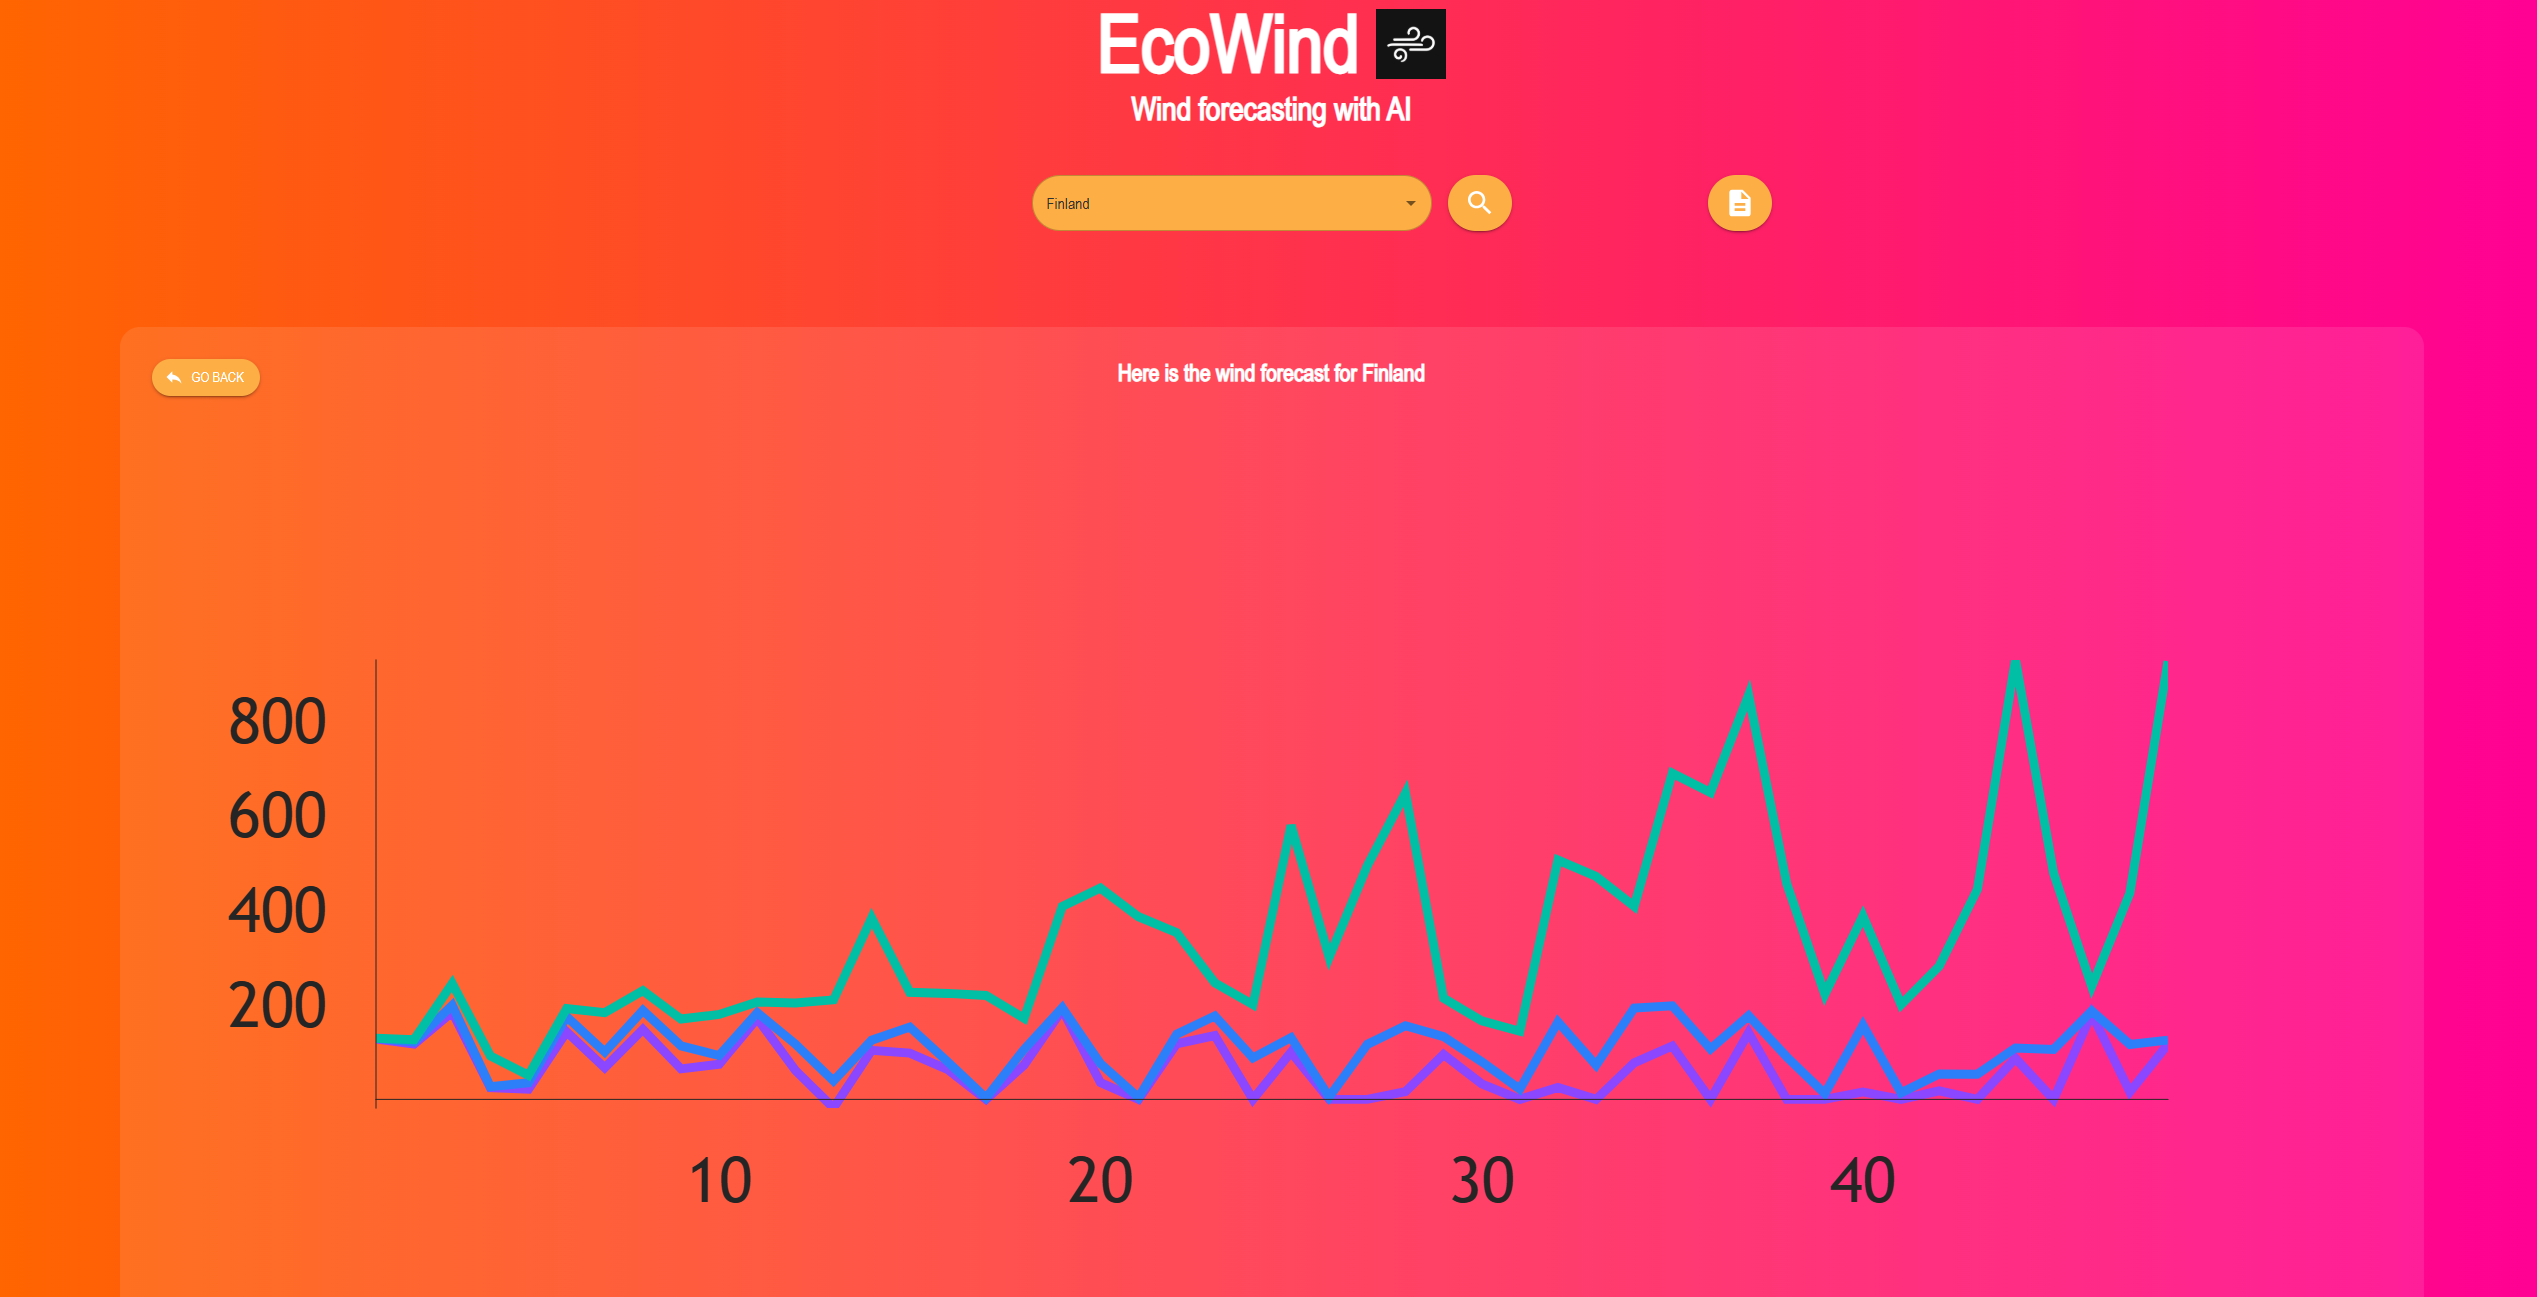 EcoWind
Wind forecasting with AI
Finland
GO BACK
Here is the wind forecast for Finland
800
600
400
200
10 20 30 40